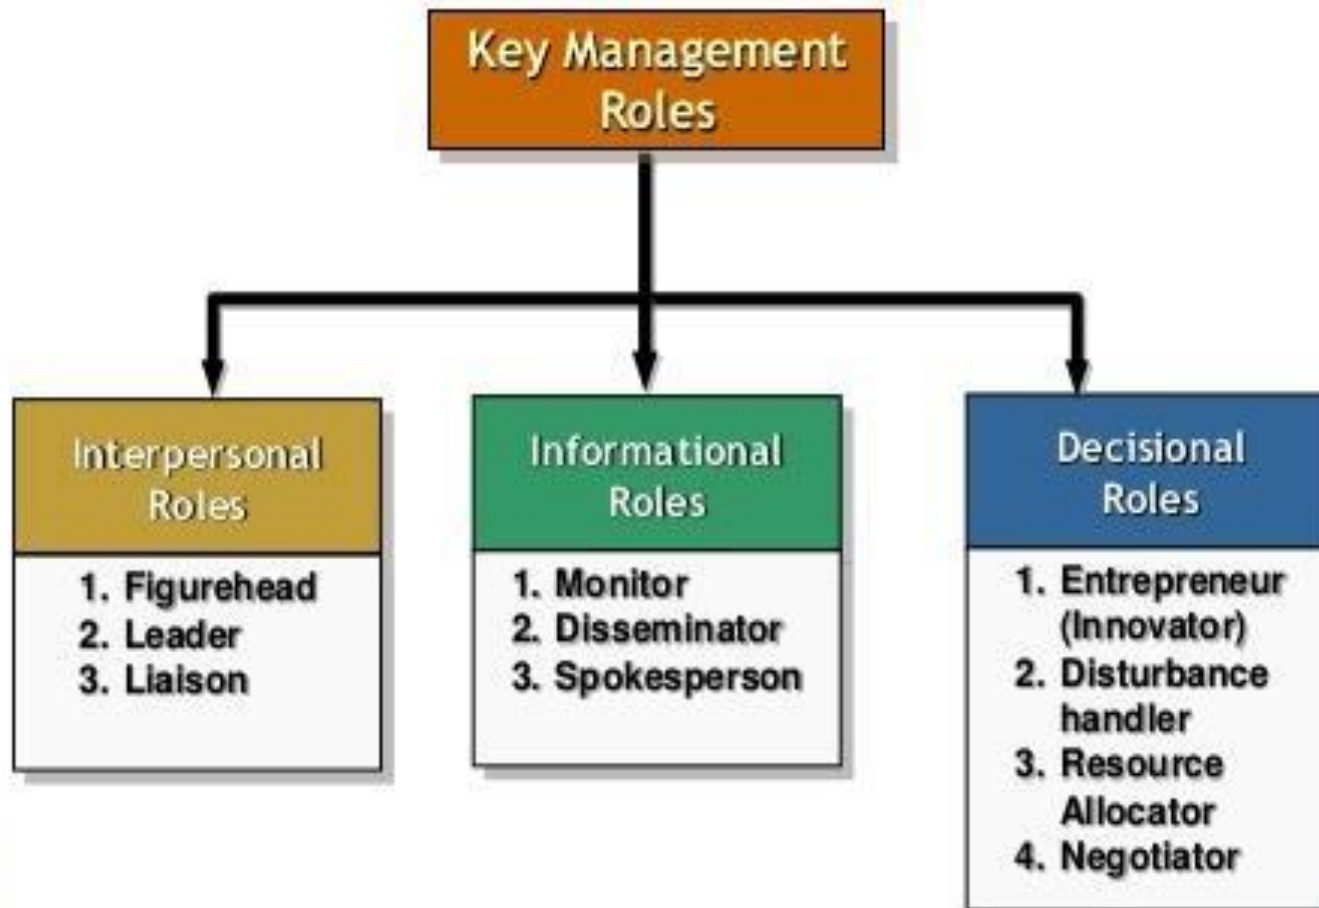 Key Management
Roles
Interpersonal
Roles
1. Figurehead
2. Leader
3. Liaison
Informational
Roles
1. Monitor
2. Disseminator
3. Spokesperson
Decisional
Roles
1. Entrepreneur
(Innovator)
2. Disturbance
handler
3. Resource
Allocator
4. Negotiator